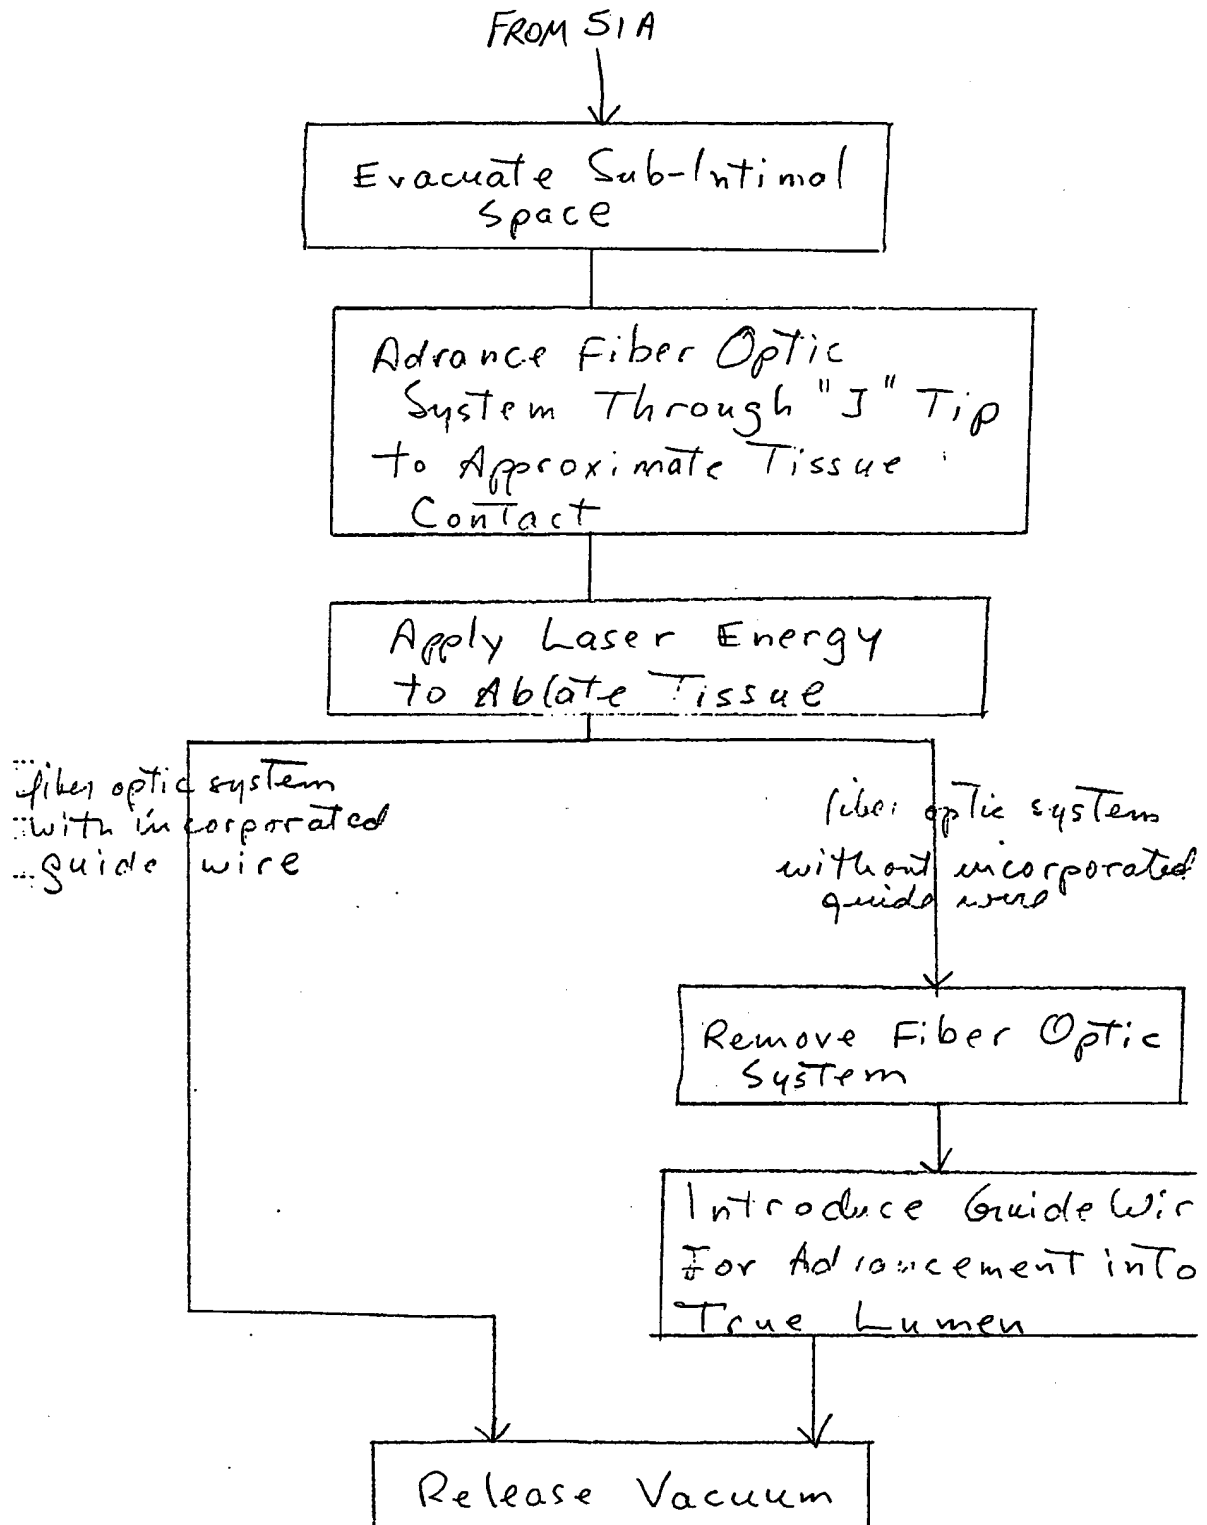 FROM 51A
Evacuate Sub-Intimal
Space
Advance Fiber Optic
System Through "J" Tip
to Approximate Tissue
Contact
Apply Laser Energy
to Ablate Tissue
fiber optic system
with incorporated
guide wire
fiber optic system
without incorporated
guide wire
Remove Fiber Optic
System
Introduce Guide Wir
For Advancement into
True Lumen
Release Vacuum